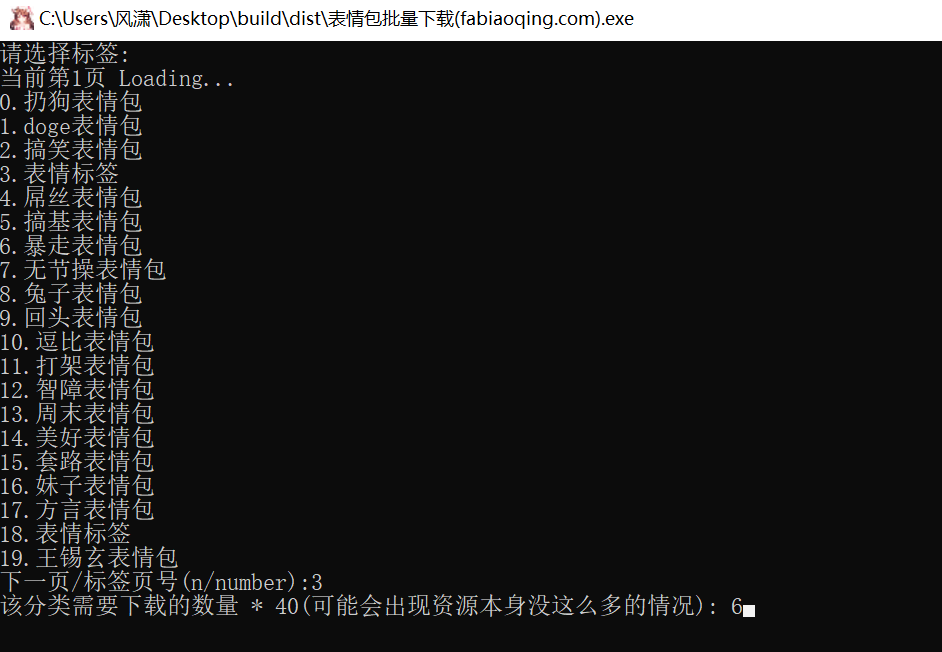 C:\Users\风潇\Desktop\build\dist\表情包批量下载(fabiaoqing.com).exe
请选择标签:
当前第1页 Loading...
0.扔狗表情包
1.doge表情包
2.搞笑表情包
3.表情标签
4.屌丝表情包
5.搞基表情包
6.暴走表情包
7.无节操表情包
8.兔子表情包
9.回头表情包
10.逗比表情包
11.打架表情包
12.智障表情包
13.周末表情包
14.美好表情包
15.套路表情包
16.妹子表情包
17.方言表情包
18.表情标签
19.王锡玄表情包
下一页/标签页号(n/number):3
该分类需要下载的数量 * 40(可能会出现资源本身没这么多的情况): 6